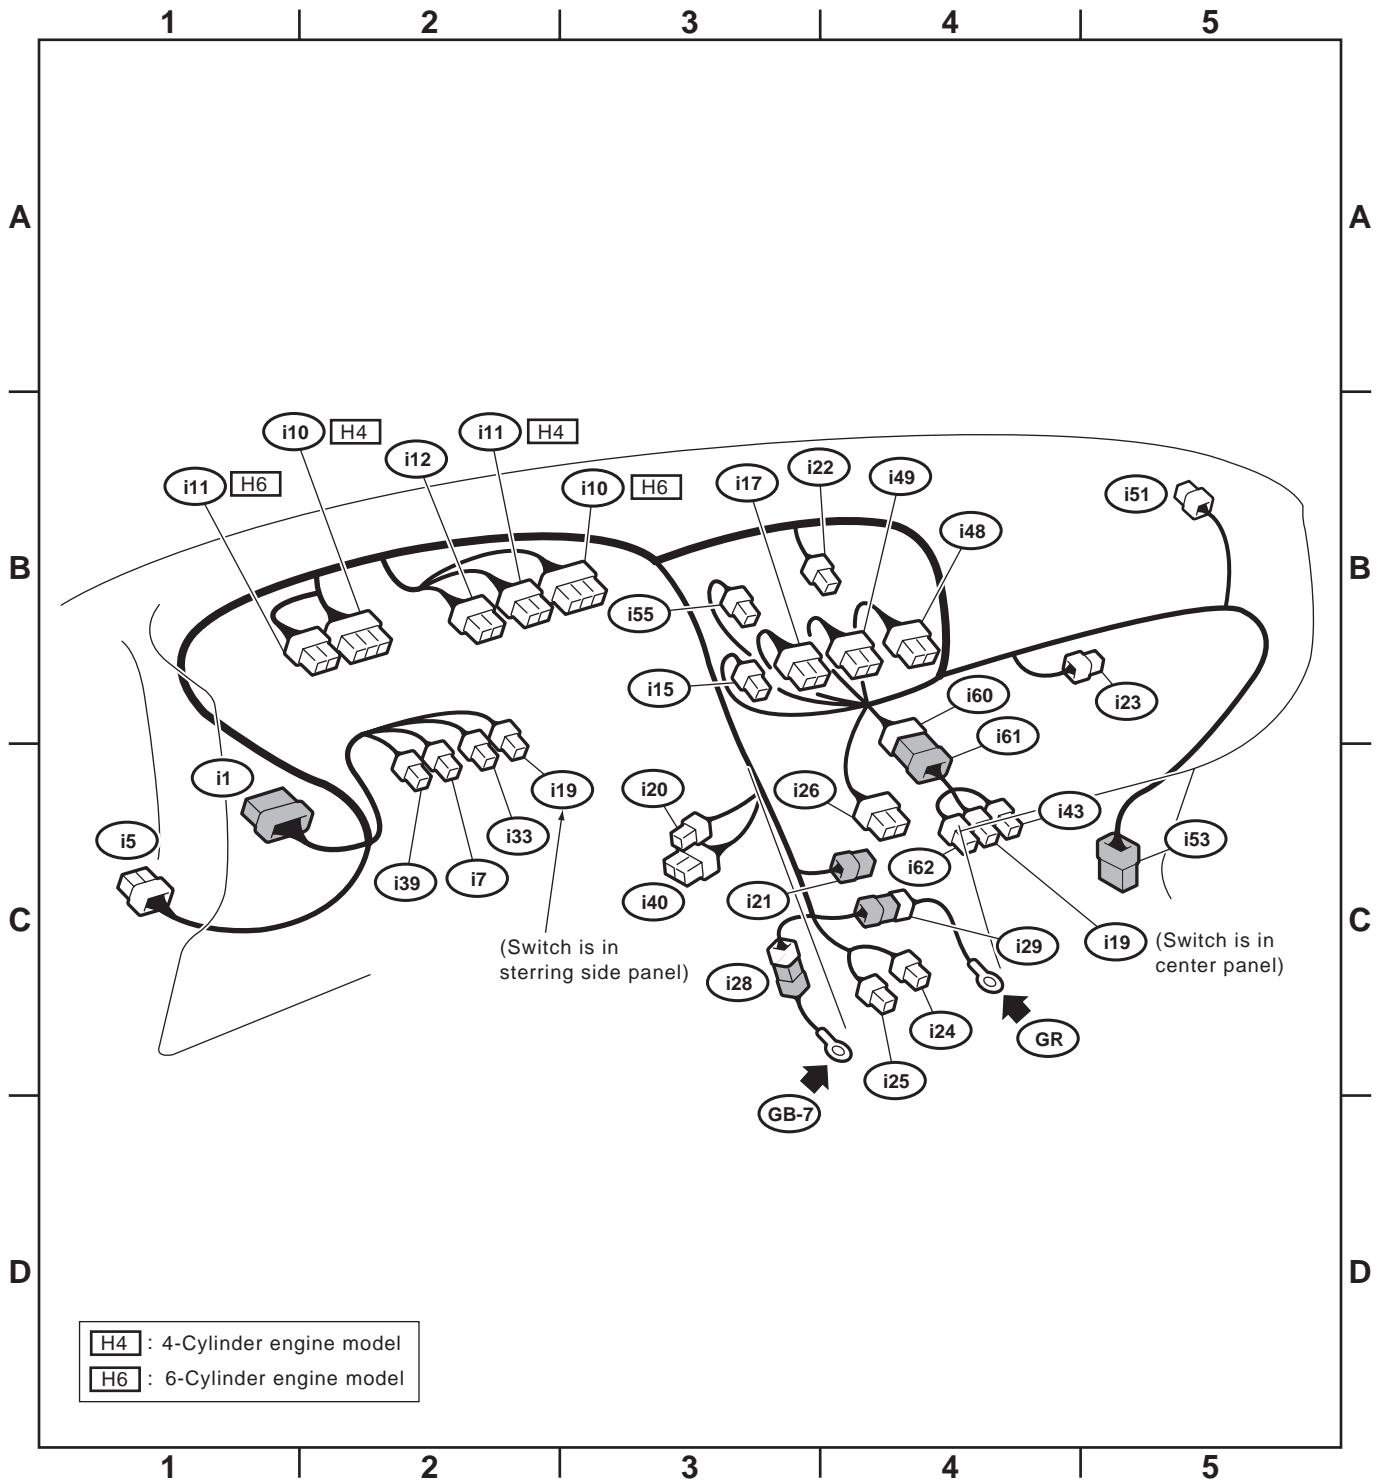 1 2 3 4 5
A A
i10 H4 i11 H4
i12
i22
i11 H6
i10 H6
i17
i49
i51
i48
B B
i55
i15
i60
i23
i61
i1
i20
i26
i19
i43
i5
i33
i53
i39
i7
i62
i40
i21
C C
i29
i19 (Switch is in
center panel)
(Switch is in
sterring side panel)
i28
i24
GR
i25
GB-7
D D
H4 : 4-Cylinder engine model
H6 : 6-Cylinder engine model
1 2 3 4 5